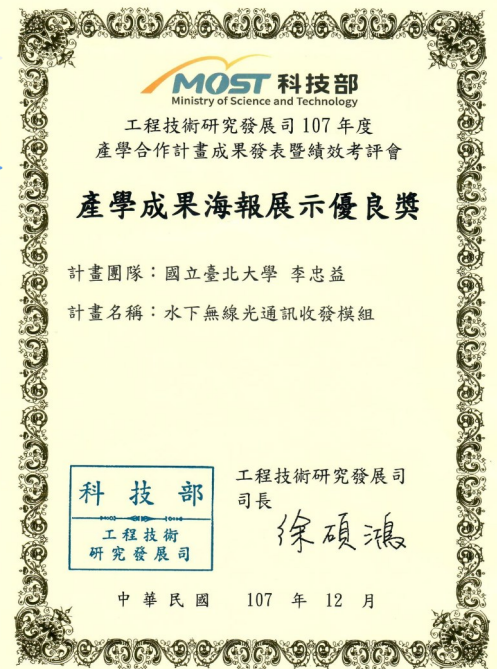 MOST 科技部
Ministry of Science and Technology
工程技術研究發展司 107 年度
產學合作計畫成果發表暨績效考評會
產學成果海報展示優良獎
計畫團隊：國立臺北大學 李忠益
計畫名稱：水下無線光通訊收發模組
工程技術研究發展司
司長
徐碩鴻
科技部
工程技術
研究發展司
中華民國 107 年 12 月